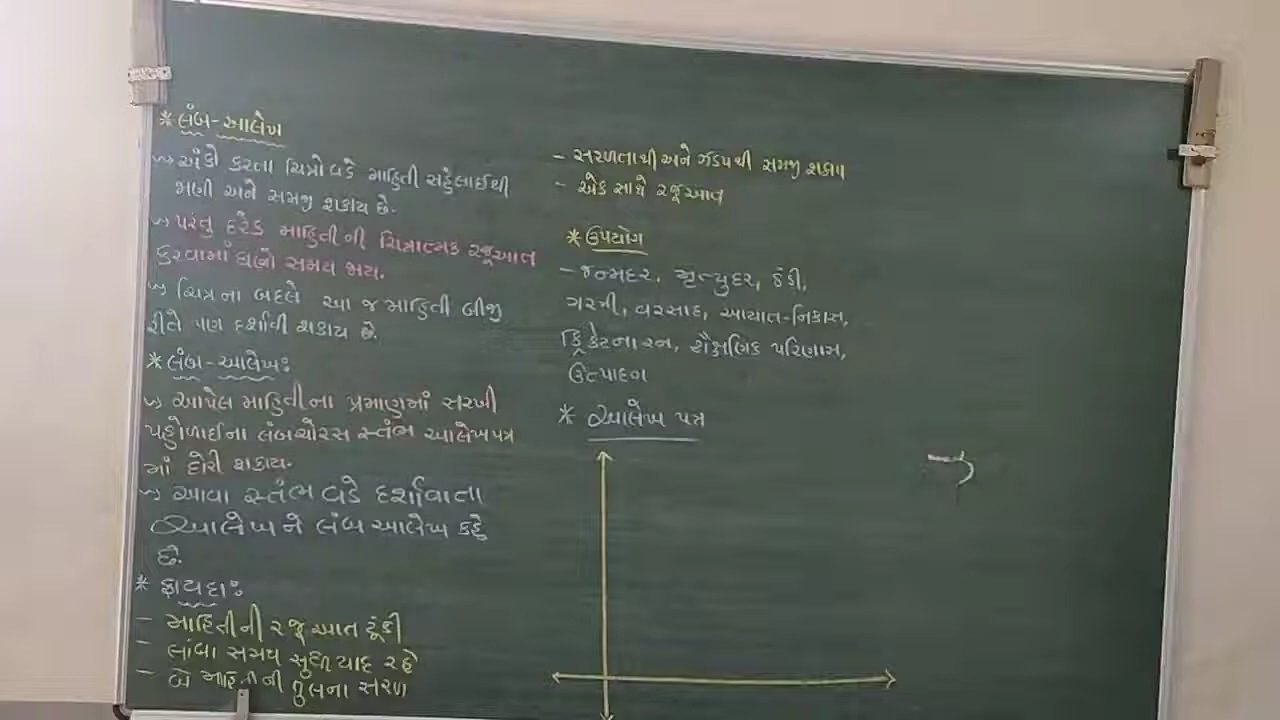 * લંબ-આલેખ
અંકો કરતા ચિત્રો વડે માહિતી સહેલાઈથી
મળી અને સમજી શકાય છે.
પરંતુ દરેક માહિતી ની ચિત્રાત્મક રજૂઆત
કરવામાં ઘણો સમય જાય.
ચિત્રના બદલે આ જ માહિતી બીજી
રીતે પણ દર્શાવી શકાય છે.
* લંબ-આલેખ:
આપેલ માહિતીના પ્રમાણમાં સરખી
પહોળાઈના લંબચોરસ સ્તંભ આલેખપત્ર
માં દોરી શકાય.
આવા સ્તંભ વડે દર્શાવાતા
આલેખ ને લંબ આલેખ કહે
છે.
* ફાયદા:
- માહિતીની રજૂઆત ટૂંકી
- લાંબા સમય સુધી યાદ રહે
- બે માહિતીની તુલના સરળ
- સરળતાથી અને ઝડપથી સમજી શકાય
- એક સાથે રજૂઆત
* ઉપયોગ
- જન્મદર, મૃત્યુદર, ઠંડી,
ગરમી, વરસાદ, આયાત-નિકાસ,
ક્રિકેટના રન, શૈક્ષણિક પરિણામ,
ઉત્પાદન
* આલેખ પત્ર